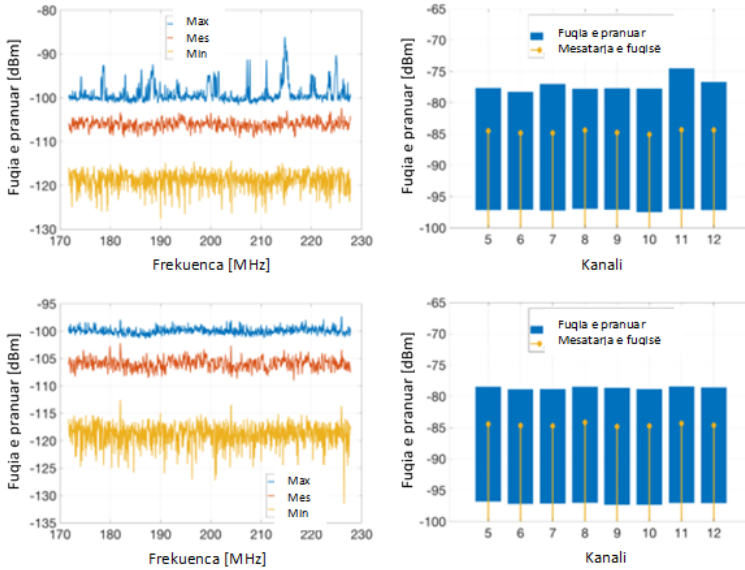 -80
-90
-100
-110
-120
-130
170 180 190 200 210 220 230
Fuqia e pranuar [dBm]
Frekuenca [MHz]
Max
Mes
Min
-65
-70
-75
-80
-85
-90
-95
-100
5 6 7 8 9 10 11 12
Fuqia e pranuar [dBm]
Kanali
Fuqia e pranuar
Mesatarja e fuqisë
-95
-100
-105
-110
-115
-120
-125
-130
-135
170 180 190 200 210 220 230
Fuqia e pranuar [dBm]
Frekuenca [MHz]
Max
Mes
Min
-65
-70
-75
-80
-85
-90
-95
-100
5 6 7 8 9 10 11 12
Fuqia e pranuar [dBm]
Kanali
Fuqia e pranuar
Mesatarja e fuqisë